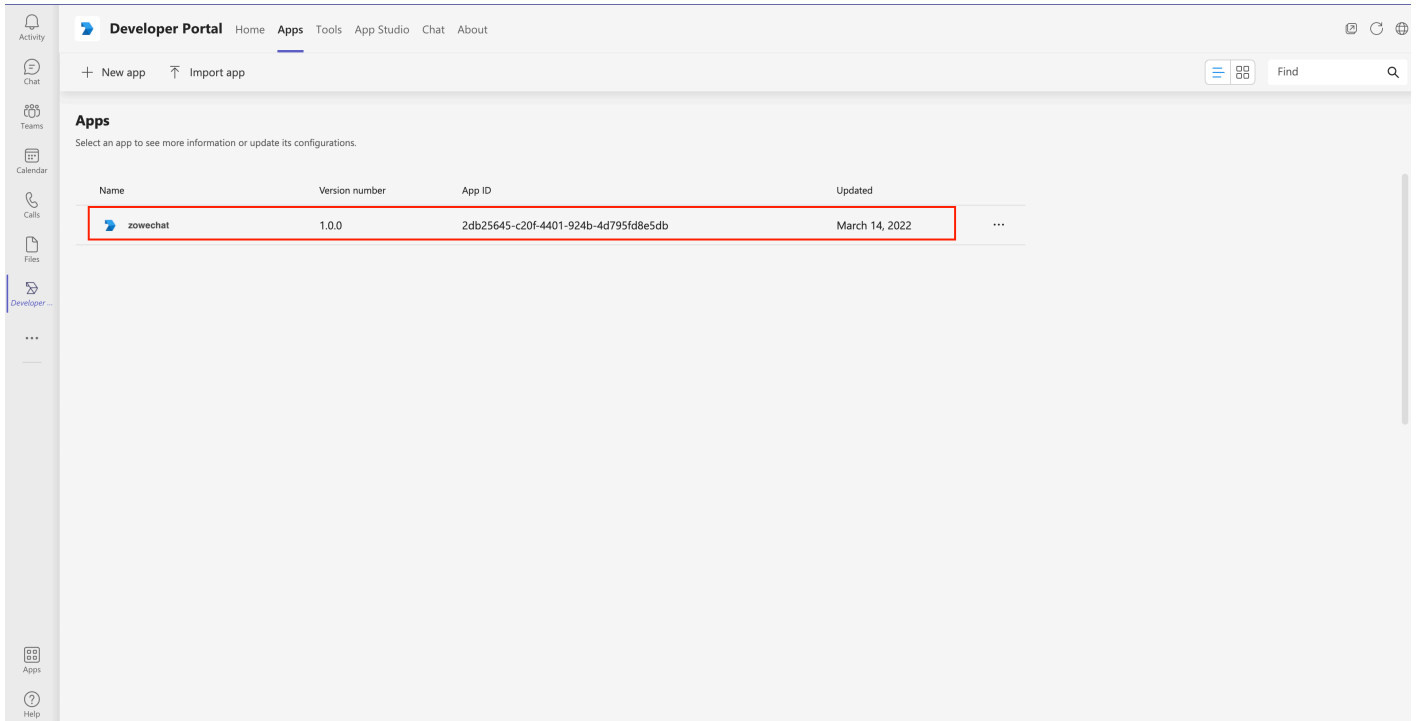 Activity
Chat
Teams
Calendar
Calls
Files
Developer ...
Apps
Help
Developer Portal Home Apps Tools App Studio Chat About
New app Import app
Find
Apps
Select an app to see more information or update its configurations.
Name Version number App ID Updated
zowechat 1.0.0 2db25645-c20f-4401-924b-4d795fd8e5db March 14, 2022